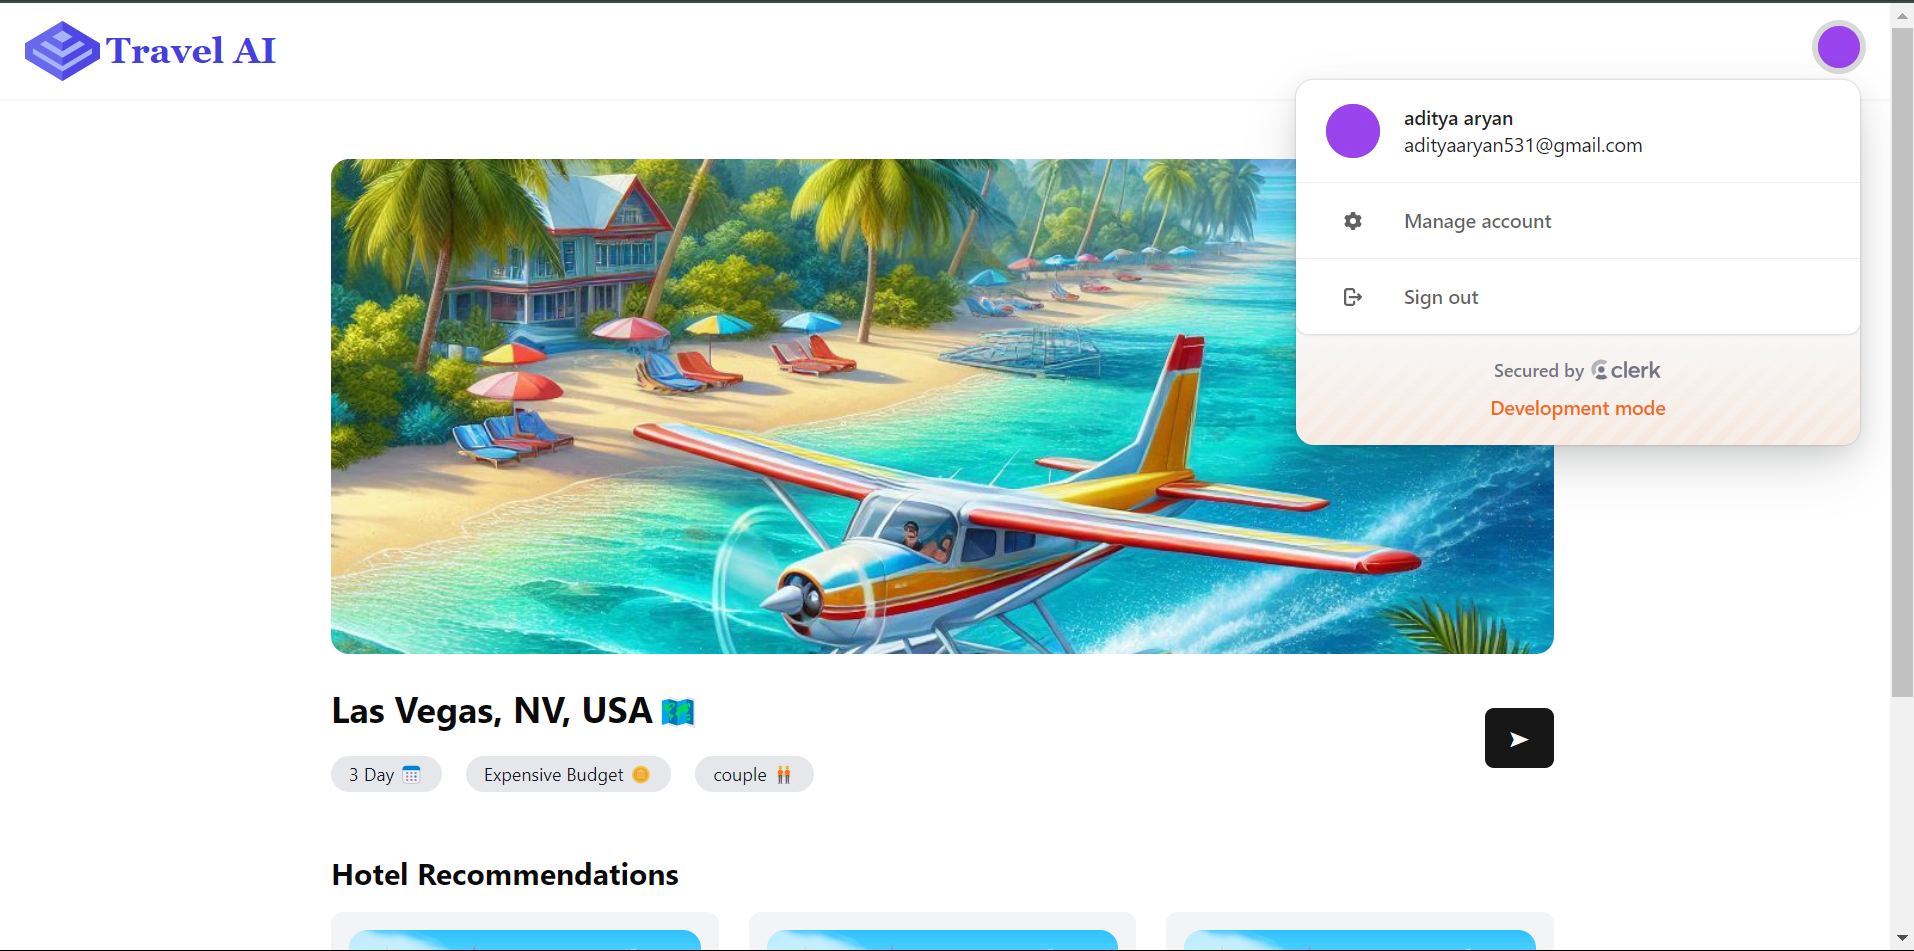 Travel AI
aditya aryan
adityaaryan531@gmail.com
Manage account
Sign out
Secured by clerk
Development mode
Las Vegas, NV, USA
3 Day
Expensive Budget
couple
Hotel Recommendations